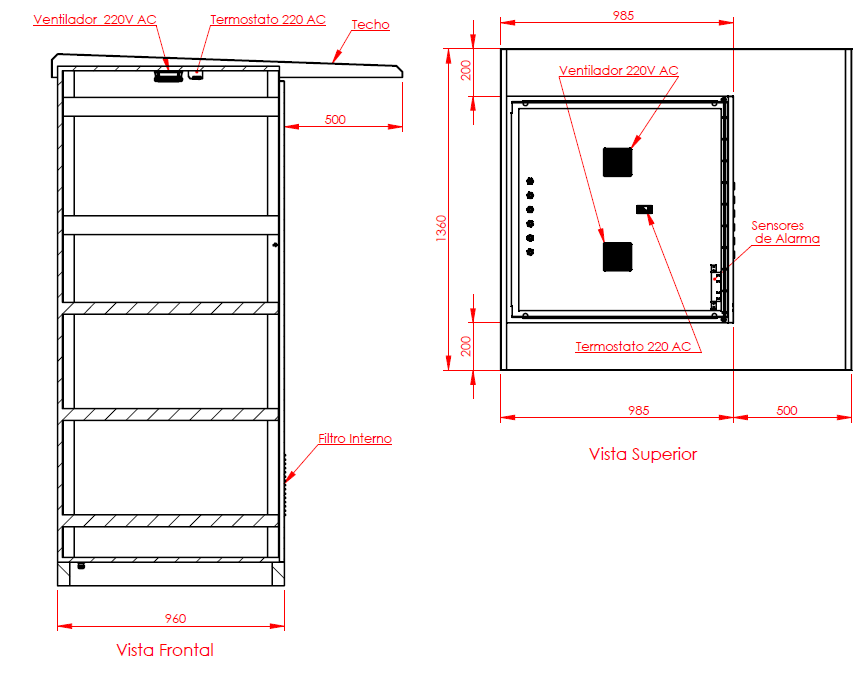 Ventilador 220V AC
Termostato 220 AC
Techo
500
Filtro Interno
960
Vista Frontal
985
200
Ventilador 220V AC
1360
Sensores
de Alarma
200
Termostato 220 AC
985
500
Vista Superior